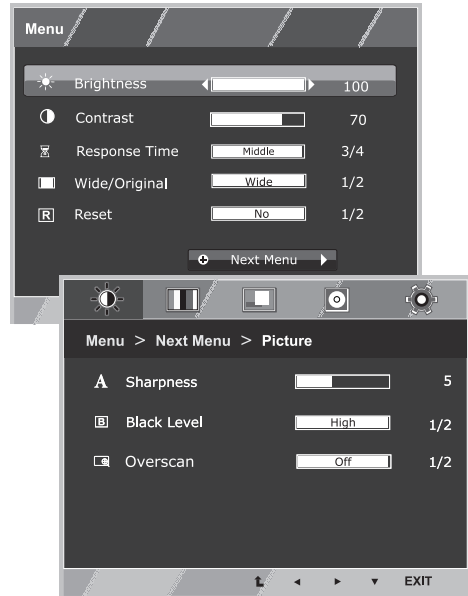 Menu
Brightness 100
Contrast 70
Response Time Middle 3/4
Wide/Original Wide 1/2
R Reset No 1/2
Next Menu
Menu > Next Menu > Picture
A Sharpness 5
B Black Level High 1/2
Overscan Off 1/2
EXIT